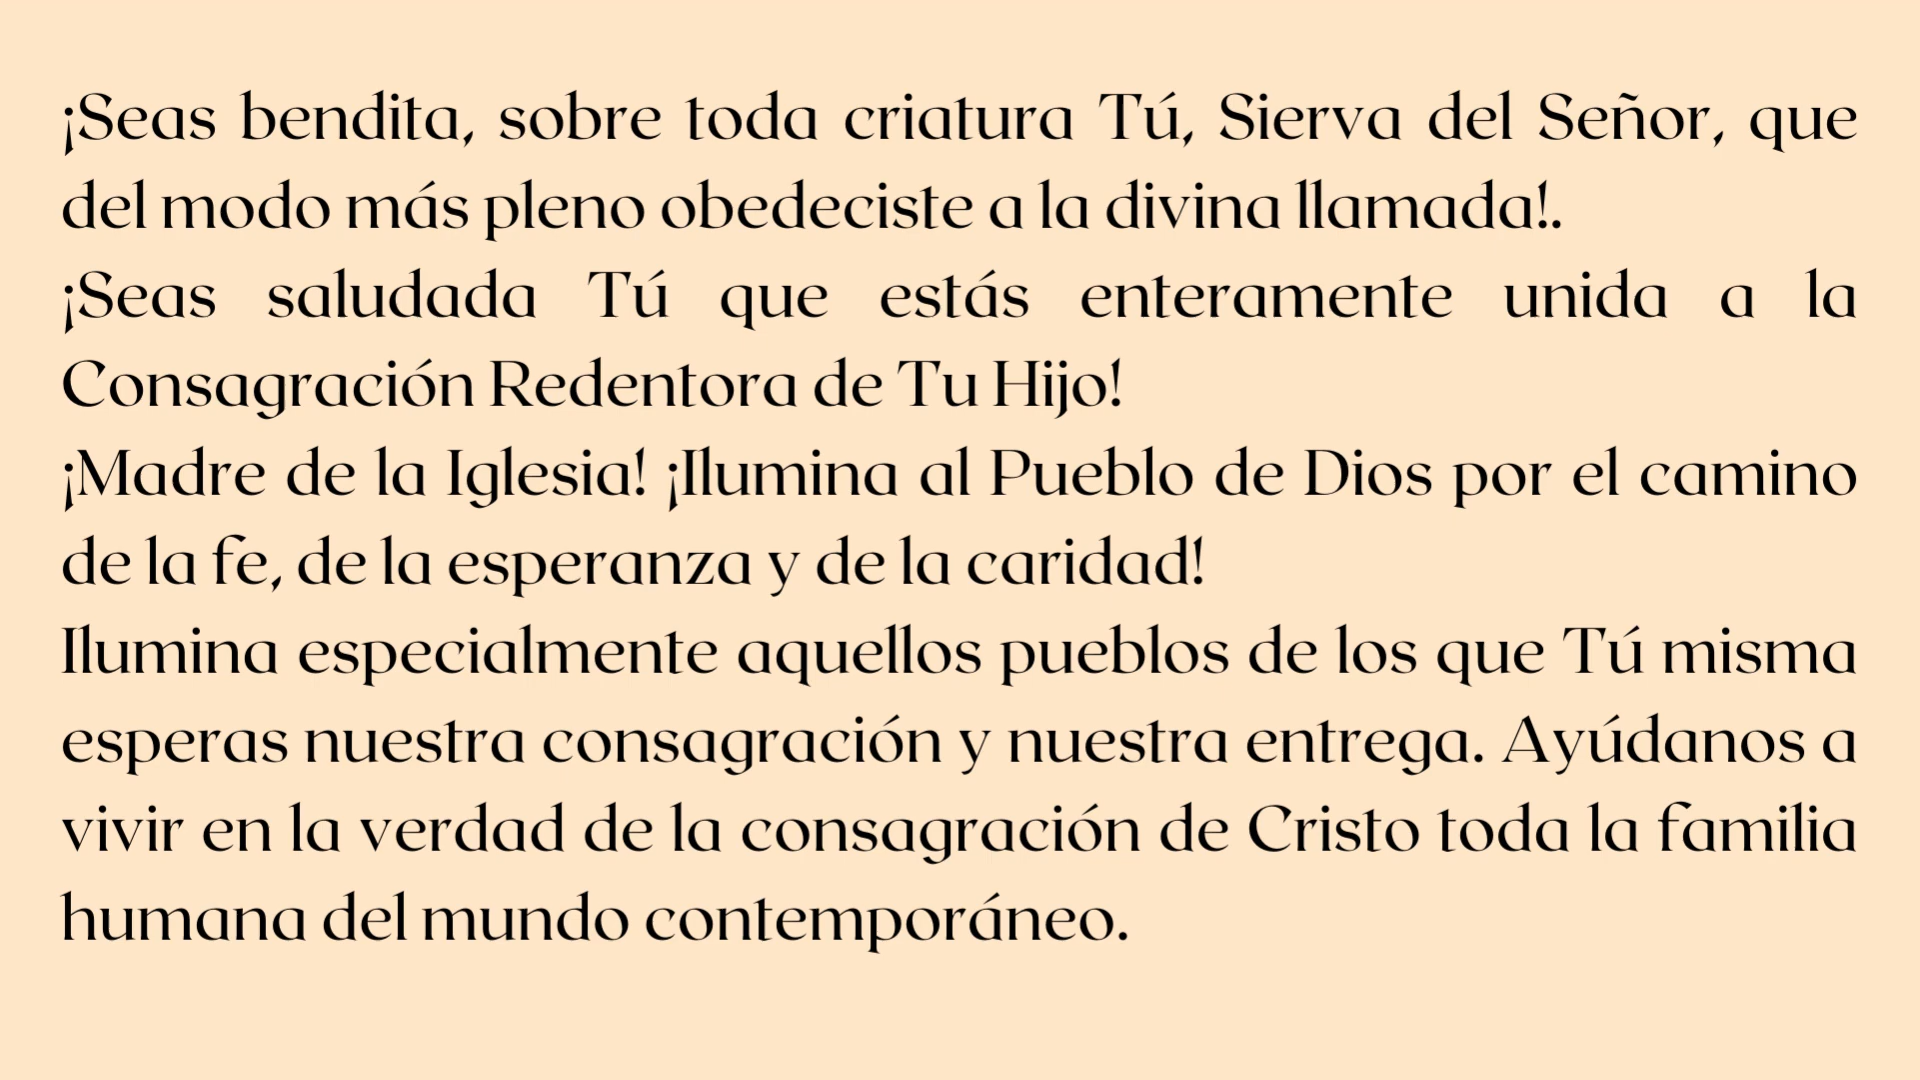 ¡Seas bendita, sobre toda criatura Tú, Sierva del Señor, que
del modo más pleno obedeciste a la divina llamada!.
¡Seas saludada Tú que estás enteramente unida a la
Consagración Redentora de Tu Hijo!
¡Madre de la Iglesia! ¡Ilumina al Pueblo de Dios por el camino
de la fe, de la esperanza y de la caridad!
Ilumina especialmente aquellos pueblos de los que Tú misma
esperas nuestra consagración y nuestra entrega. Ayúdanos a
vivir en la verdad de la consagración de Cristo toda la familia
humana del mundo contemporáneo.